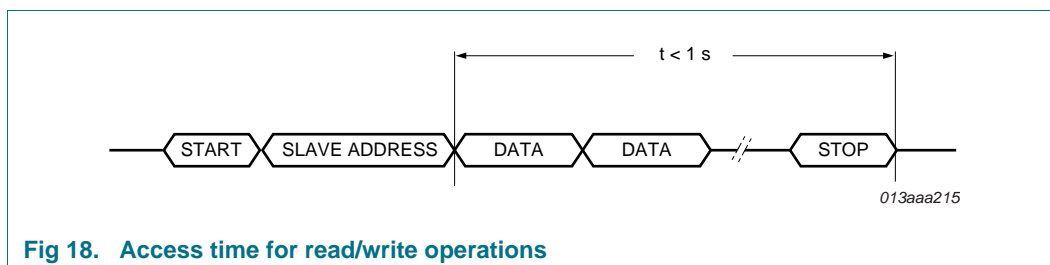 t < 1 s
START SLAVE ADDRESS DATA DATA STOP
013aaa215
Fig 18. Access time for read/write operations